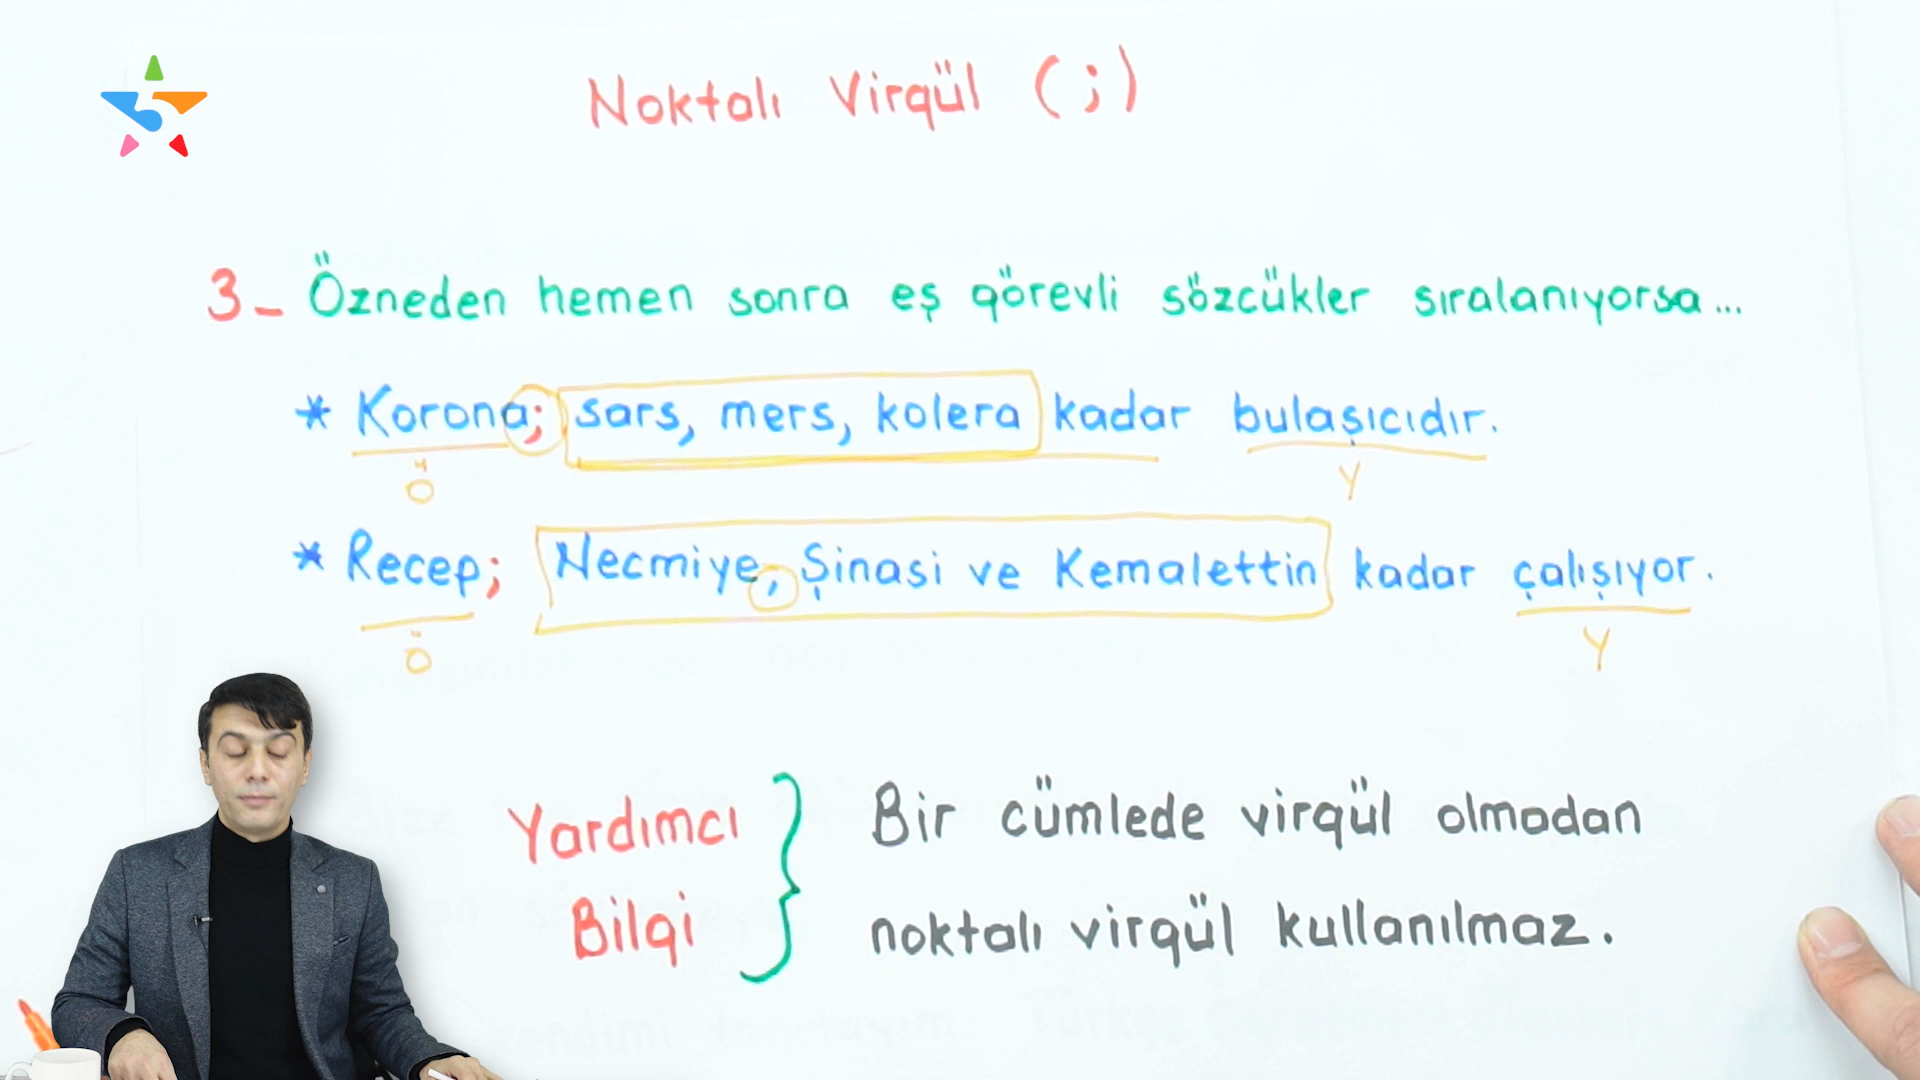 Noktalı Virgül (;)
3- Özneden hemen sonra eş görevli sözcükler sıralanıyorsa...
* Korona; sars, mers, kolera kadar bulaşıcıdır.
Ö Y
* Recep; Necmiye, Şinasi ve Kemalettin kadar çalışıyor.
Ö Y
Yardımcı Bilgi } Bir cümlede virgül olmadan
noktalı virgül kullanılmaz.